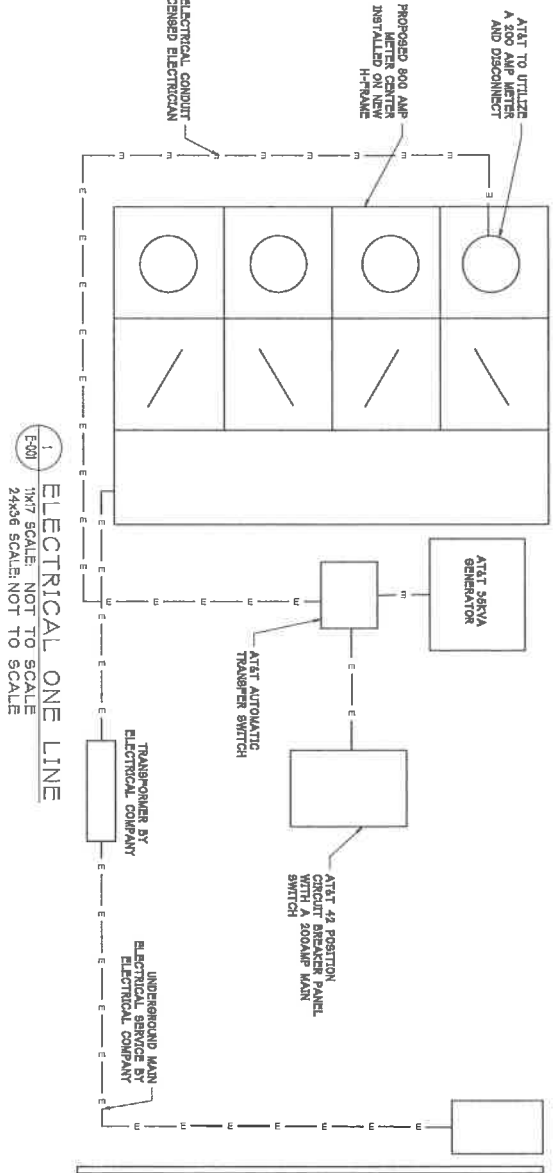 AT&T TO UTILIZE
A 200 AMP METER
AND DISCONNECT
PROPOSED 800 AMP
METER CENTER
INSTALLED ON NEW
H-FRAME
ELECTRICAL CONDUIT
CENSED ELECTRICIAN
AT&T 35KVA
GENERATOR
AT&T AUTOMATIC
TRANSFER SWITCH
AT&T 42 POSITION
CIRCUIT BREAKER PANEL
WITH A 200AMP MAIN
SWITCH
TRANSFORMER BY
ELECTRICAL COMPANY
UNDERGROUND MAIN
ELECTRICAL SERVICE BY
ELECTRICAL COMPANY
1
E-001
ELECTRICAL ONE LINE
11x17 SCALE: NOT TO SCALE
24x36 SCALE: NOT TO SCALE